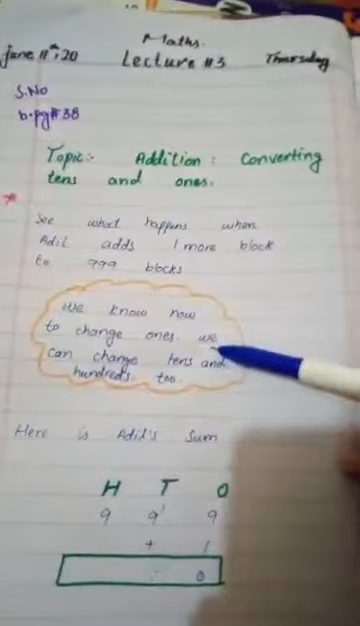 Maths.
June 11th, 20 Lecture #3 Thursday
S.No
b.pg# 38
Topic:- Addition: Converting
tens and ones.
See what happens when
Adil adds 1 more block
to 999 blocks
We know now
to change ones. we
can change tens and
hundreds. too.
Here is Adil's Sum
H T O
9 9¹ 9
+ 1
0